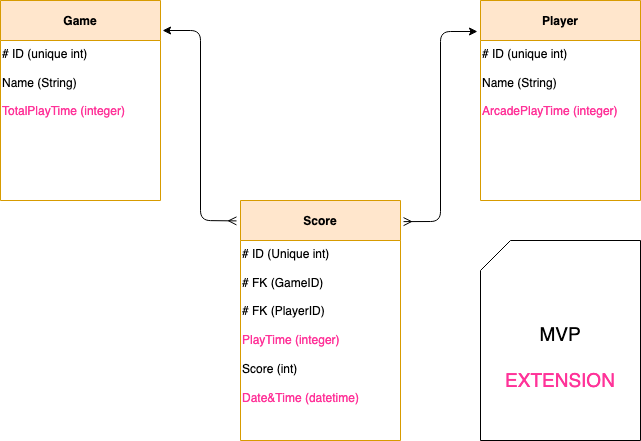 Game
# ID (unique int)
Name (String)
TotalPlayTime (integer)
Player
# ID (unique int)
Name (String)
ArcadePlayTime (integer)
Score
# ID (Unique int)
# FK (GameID)
# FK (PlayerID)
PlayTime (integer)
Score (int)
Date&Time (datetime)
MVP
EXTENSION